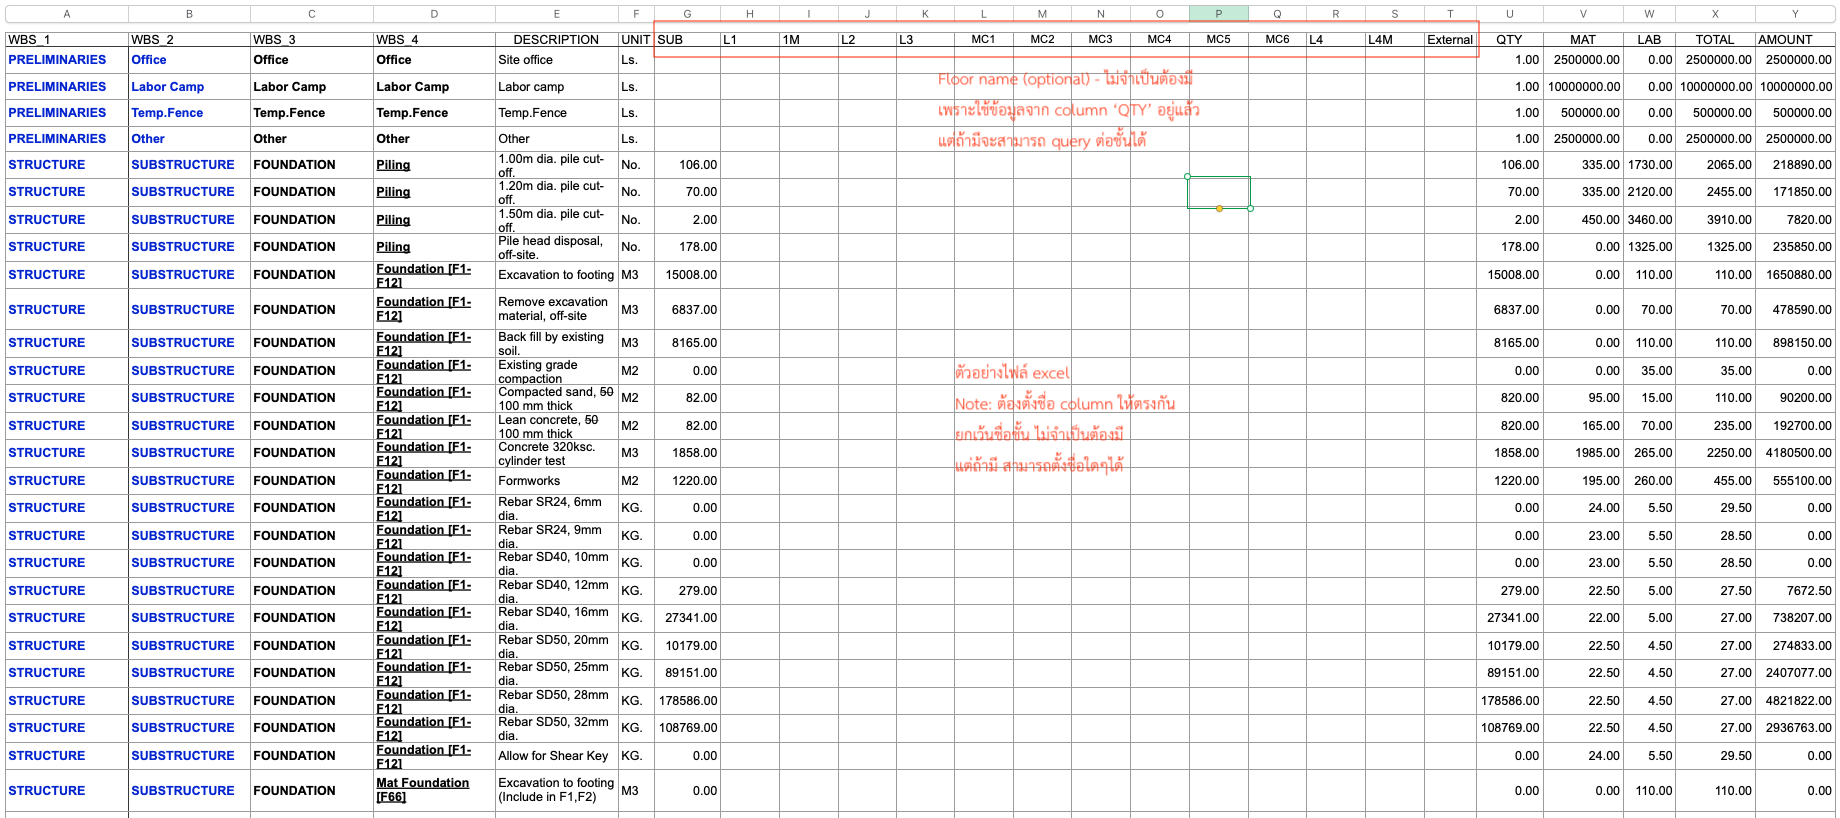 A B C D E F G H I J K L M N O P Q R S T U V W X Y
WBS_1 WBS_2 WBS_3 WBS_4 DESCRIPTION UNIT SUB L1 1M L2 L3 MC1 MC2 MC3 MC4 MC5 MC6 L4 L4M External QTY MAT LAB TOTAL AMOUNT
PRELIMINARIES Office Office Office Site office Ls. 1.00 2500000.00 0.00 2500000.00 2500000.00
Floor name (optional) - ไม่จำเป็นต้องมี
PRELIMINARIES Labor Camp Labor Camp Labor Camp Labor camp Ls. 1.00 10000000.00 0.00 10000000.00 10000000.00
เพราะใช้ข้อมูลจาก column ‘QTY’ อยู่แล้ว
PRELIMINARIES Temp.Fence Temp.Fence Temp.Fence Temp.Fence Ls. 1.00 500000.00 0.00 500000.00 500000.00
แต่ถ้ามีจะสามารถ query ต่อชั้นได้
PRELIMINARIES Other Other Other Other Ls. 1.00 2500000.00 0.00 2500000.00 2500000.00
STRUCTURE SUBSTRUCTURE FOUNDATION Piling 1.00m dia. pile cut-off. No. 106.00 106.00 335.00 1730.00 2065.00 218890.00
STRUCTURE SUBSTRUCTURE FOUNDATION Piling 1.20m dia. pile cut-off. No. 70.00 70.00 335.00 2120.00 2455.00 171850.00
STRUCTURE SUBSTRUCTURE FOUNDATION Piling 1.50m dia. pile cut-off. No. 2.00 2.00 450.00 3460.00 3910.00 7820.00
STRUCTURE SUBSTRUCTURE FOUNDATION Piling Pile head disposal, off-site. No. 178.00 178.00 0.00 1325.00 1325.00 235850.00
STRUCTURE SUBSTRUCTURE FOUNDATION Foundation [F1-F12] Excavation to footing M3 15008.00 15008.00 0.00 110.00 110.00 1650880.00
STRUCTURE SUBSTRUCTURE FOUNDATION Foundation [F1-F12] Remove excavation material, off-site M3 6837.00 6837.00 0.00 70.00 70.00 478590.00
STRUCTURE SUBSTRUCTURE FOUNDATION Foundation [F1-F12] Back fill by existing soil. M3 8165.00 8165.00 0.00 110.00 110.00 898150.00
STRUCTURE SUBSTRUCTURE FOUNDATION Foundation [F1-F12] Existing grade compaction M2 0.00 0.00 0.00 35.00 35.00 0.00
ตัวอย่างไฟล์ excel
STRUCTURE SUBSTRUCTURE FOUNDATION Foundation [F1-F12] Compacted sand, 50 100 mm thick M2 82.00 820.00 95.00 15.00 110.00 90200.00
Note: ต้องตั้งชื่อ column ให้ตรงกัน
STRUCTURE SUBSTRUCTURE FOUNDATION Foundation [F1-F12] Lean concrete, 50 100 mm thick M2 82.00 820.00 165.00 70.00 235.00 192700.00
ยกเว้นชื่อชั้น ไม่จำเป็นต้องมี
STRUCTURE SUBSTRUCTURE FOUNDATION Foundation [F1-F12] Concrete 320ksc. cylinder test M3 1858.00 1858.00 1985.00 265.00 2250.00 4180500.00
แต่ถ้ามี สามารถตั้งชื่อใดๆได้
STRUCTURE SUBSTRUCTURE FOUNDATION Foundation [F1-F12] Formworks M2 1220.00 1220.00 195.00 260.00 455.00 555100.00
STRUCTURE SUBSTRUCTURE FOUNDATION Foundation [F1-F12] Rebar SR24, 6mm dia. KG. 0.00 0.00 24.00 5.50 29.50 0.00
STRUCTURE SUBSTRUCTURE FOUNDATION Foundation [F1-F12] Rebar SR24, 9mm dia. KG. 0.00 0.00 23.00 5.50 28.50 0.00
STRUCTURE SUBSTRUCTURE FOUNDATION Foundation [F1-F12] Rebar SD40, 10mm dia. KG. 0.00 0.00 23.00 5.50 28.50 0.00
STRUCTURE SUBSTRUCTURE FOUNDATION Foundation [F1-F12] Rebar SD40, 12mm dia. KG. 279.00 279.00 22.50 5.00 27.50 7672.50
STRUCTURE SUBSTRUCTURE FOUNDATION Foundation [F1-F12] Rebar SD40, 16mm dia. KG. 27341.00 27341.00 22.00 5.00 27.00 738207.00
STRUCTURE SUBSTRUCTURE FOUNDATION Foundation [F1-F12] Rebar SD50, 20mm dia. KG. 10179.00 10179.00 22.50 4.50 27.00 274833.00
STRUCTURE SUBSTRUCTURE FOUNDATION Foundation [F1-F12] Rebar SD50, 25mm dia. KG. 89151.00 89151.00 22.50 4.50 27.00 2407077.00
STRUCTURE SUBSTRUCTURE FOUNDATION Foundation [F1-F12] Rebar SD50, 28mm dia. KG. 178586.00 178586.00 22.50 4.50 27.00 4821822.00
STRUCTURE SUBSTRUCTURE FOUNDATION Foundation [F1-F12] Rebar SD50, 32mm dia. KG. 108769.00 108769.00 22.50 4.50 27.00 2936763.00
STRUCTURE SUBSTRUCTURE FOUNDATION Foundation [F1-F12] Allow for Shear Key KG. 0.00 0.00 24.00 5.50 29.50 0.00
STRUCTURE SUBSTRUCTURE FOUNDATION Mat Foundation [F66] Excavation to footing (Include in F1,F2) M3 0.00 0.00 0.00 110.00 110.00 0.00